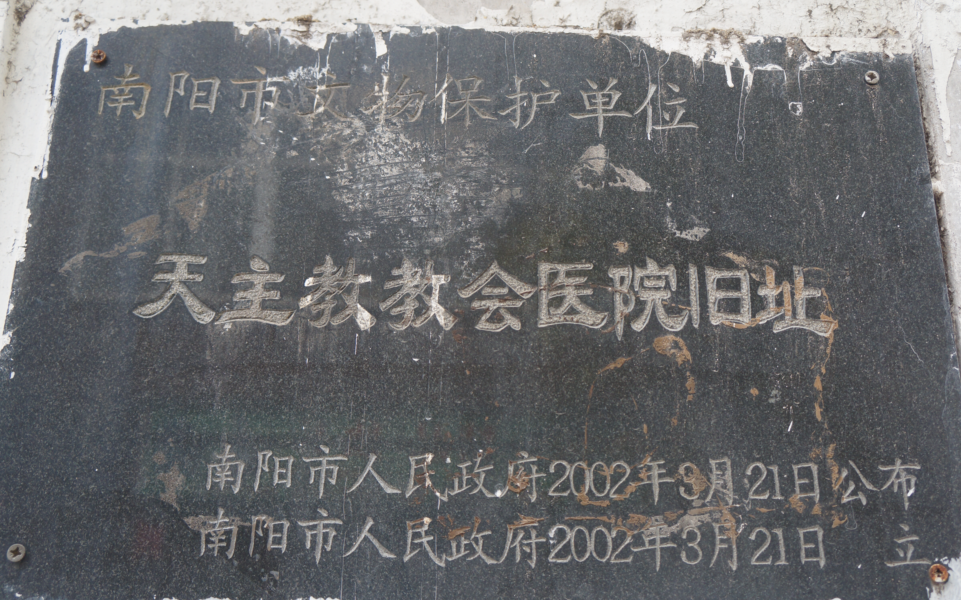 南阳市文物保护单位
天主教教会医院旧址
南阳市人民政府2002年3月21日公布
南阳市人民政府2002年3月21日 立